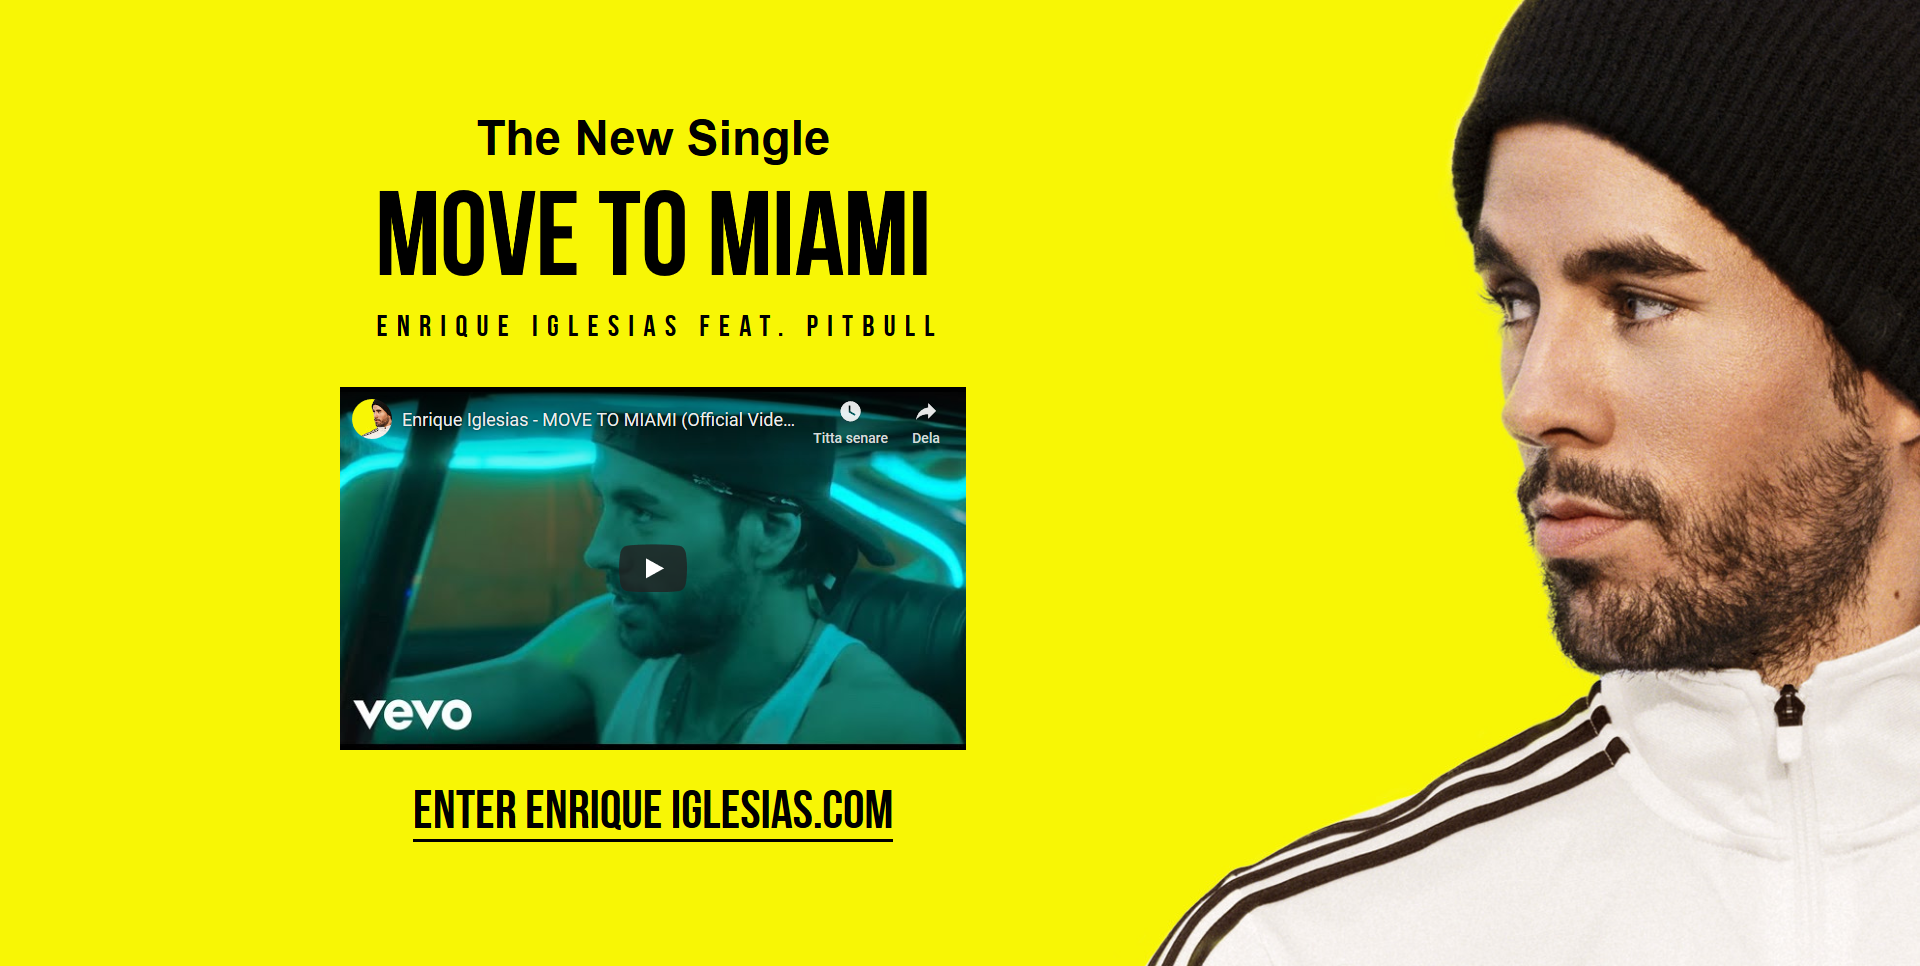 The New Single
MOVE TO MIAMI
ENRIQUE IGLESIAS FEAT. PITBULL
Enrique Iglesias - MOVE TO MIAMI (Official Vide...
Titta senare
Dela
vevo
ENTER ENRIQUE IGLESIAS.COM